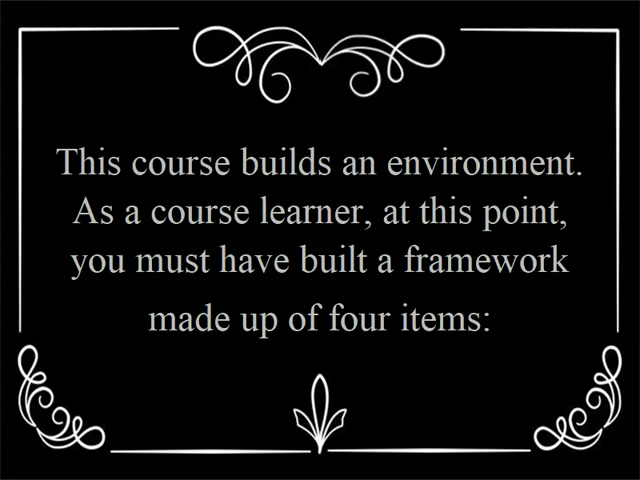 This course builds an environment.
As a course learner, at this point,
you must have built a framework
made up of four items: